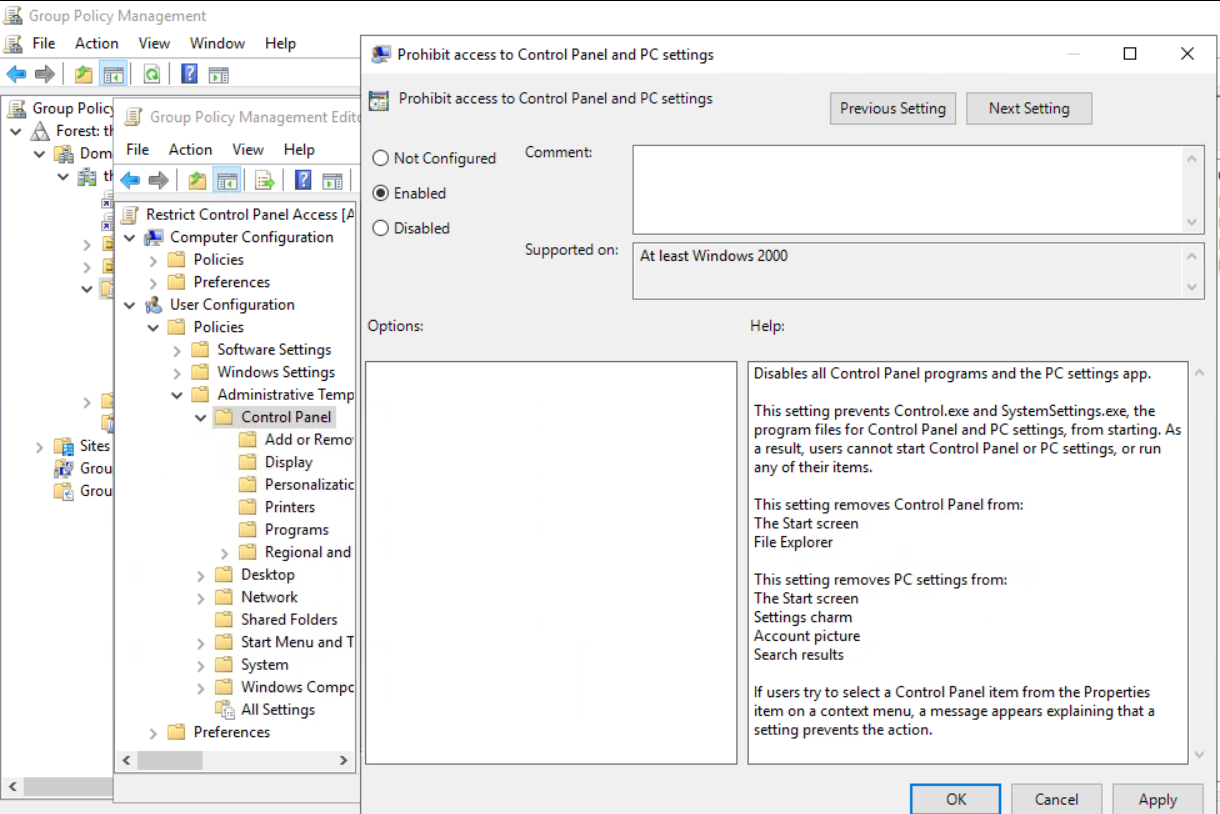 Group Policy Management
File Action View Window Help
Group Policy
Forest: th
Dom
th
Sites
Grou
Grou
Group Policy Management Edito
File Action View Help
Restrict Control Panel Access [A
Computer Configuration
Policies
Preferences
User Configuration
Policies
Software Settings
Windows Settings
Administrative Temp
Control Panel
Add or Remov
Display
Personalizatio
Printers
Programs
Regional and
Desktop
Network
Shared Folders
Start Menu and T
System
Windows Compo
All Settings
Preferences
Prohibit access to Control Panel and PC settings
Prohibit access to Control Panel and PC settings
Previous Setting Next Setting
Not Configured
Enabled
Disabled
Comment:
Supported on:
At least Windows 2000
Options:
Help:
Disables all Control Panel programs and the PC settings app.
This setting prevents Control.exe and SystemSettings.exe, the
program files for Control Panel and PC settings, from starting. As
a result, users cannot start Control Panel or PC settings, or run
any of their items.
This setting removes Control Panel from:
The Start screen
File Explorer
This setting removes PC settings from:
The Start screen
Settings charm
Account picture
Search results
If users try to select a Control Panel item from the Properties
item on a context menu, a message appears explaining that a
setting prevents the action.
OK Cancel Apply